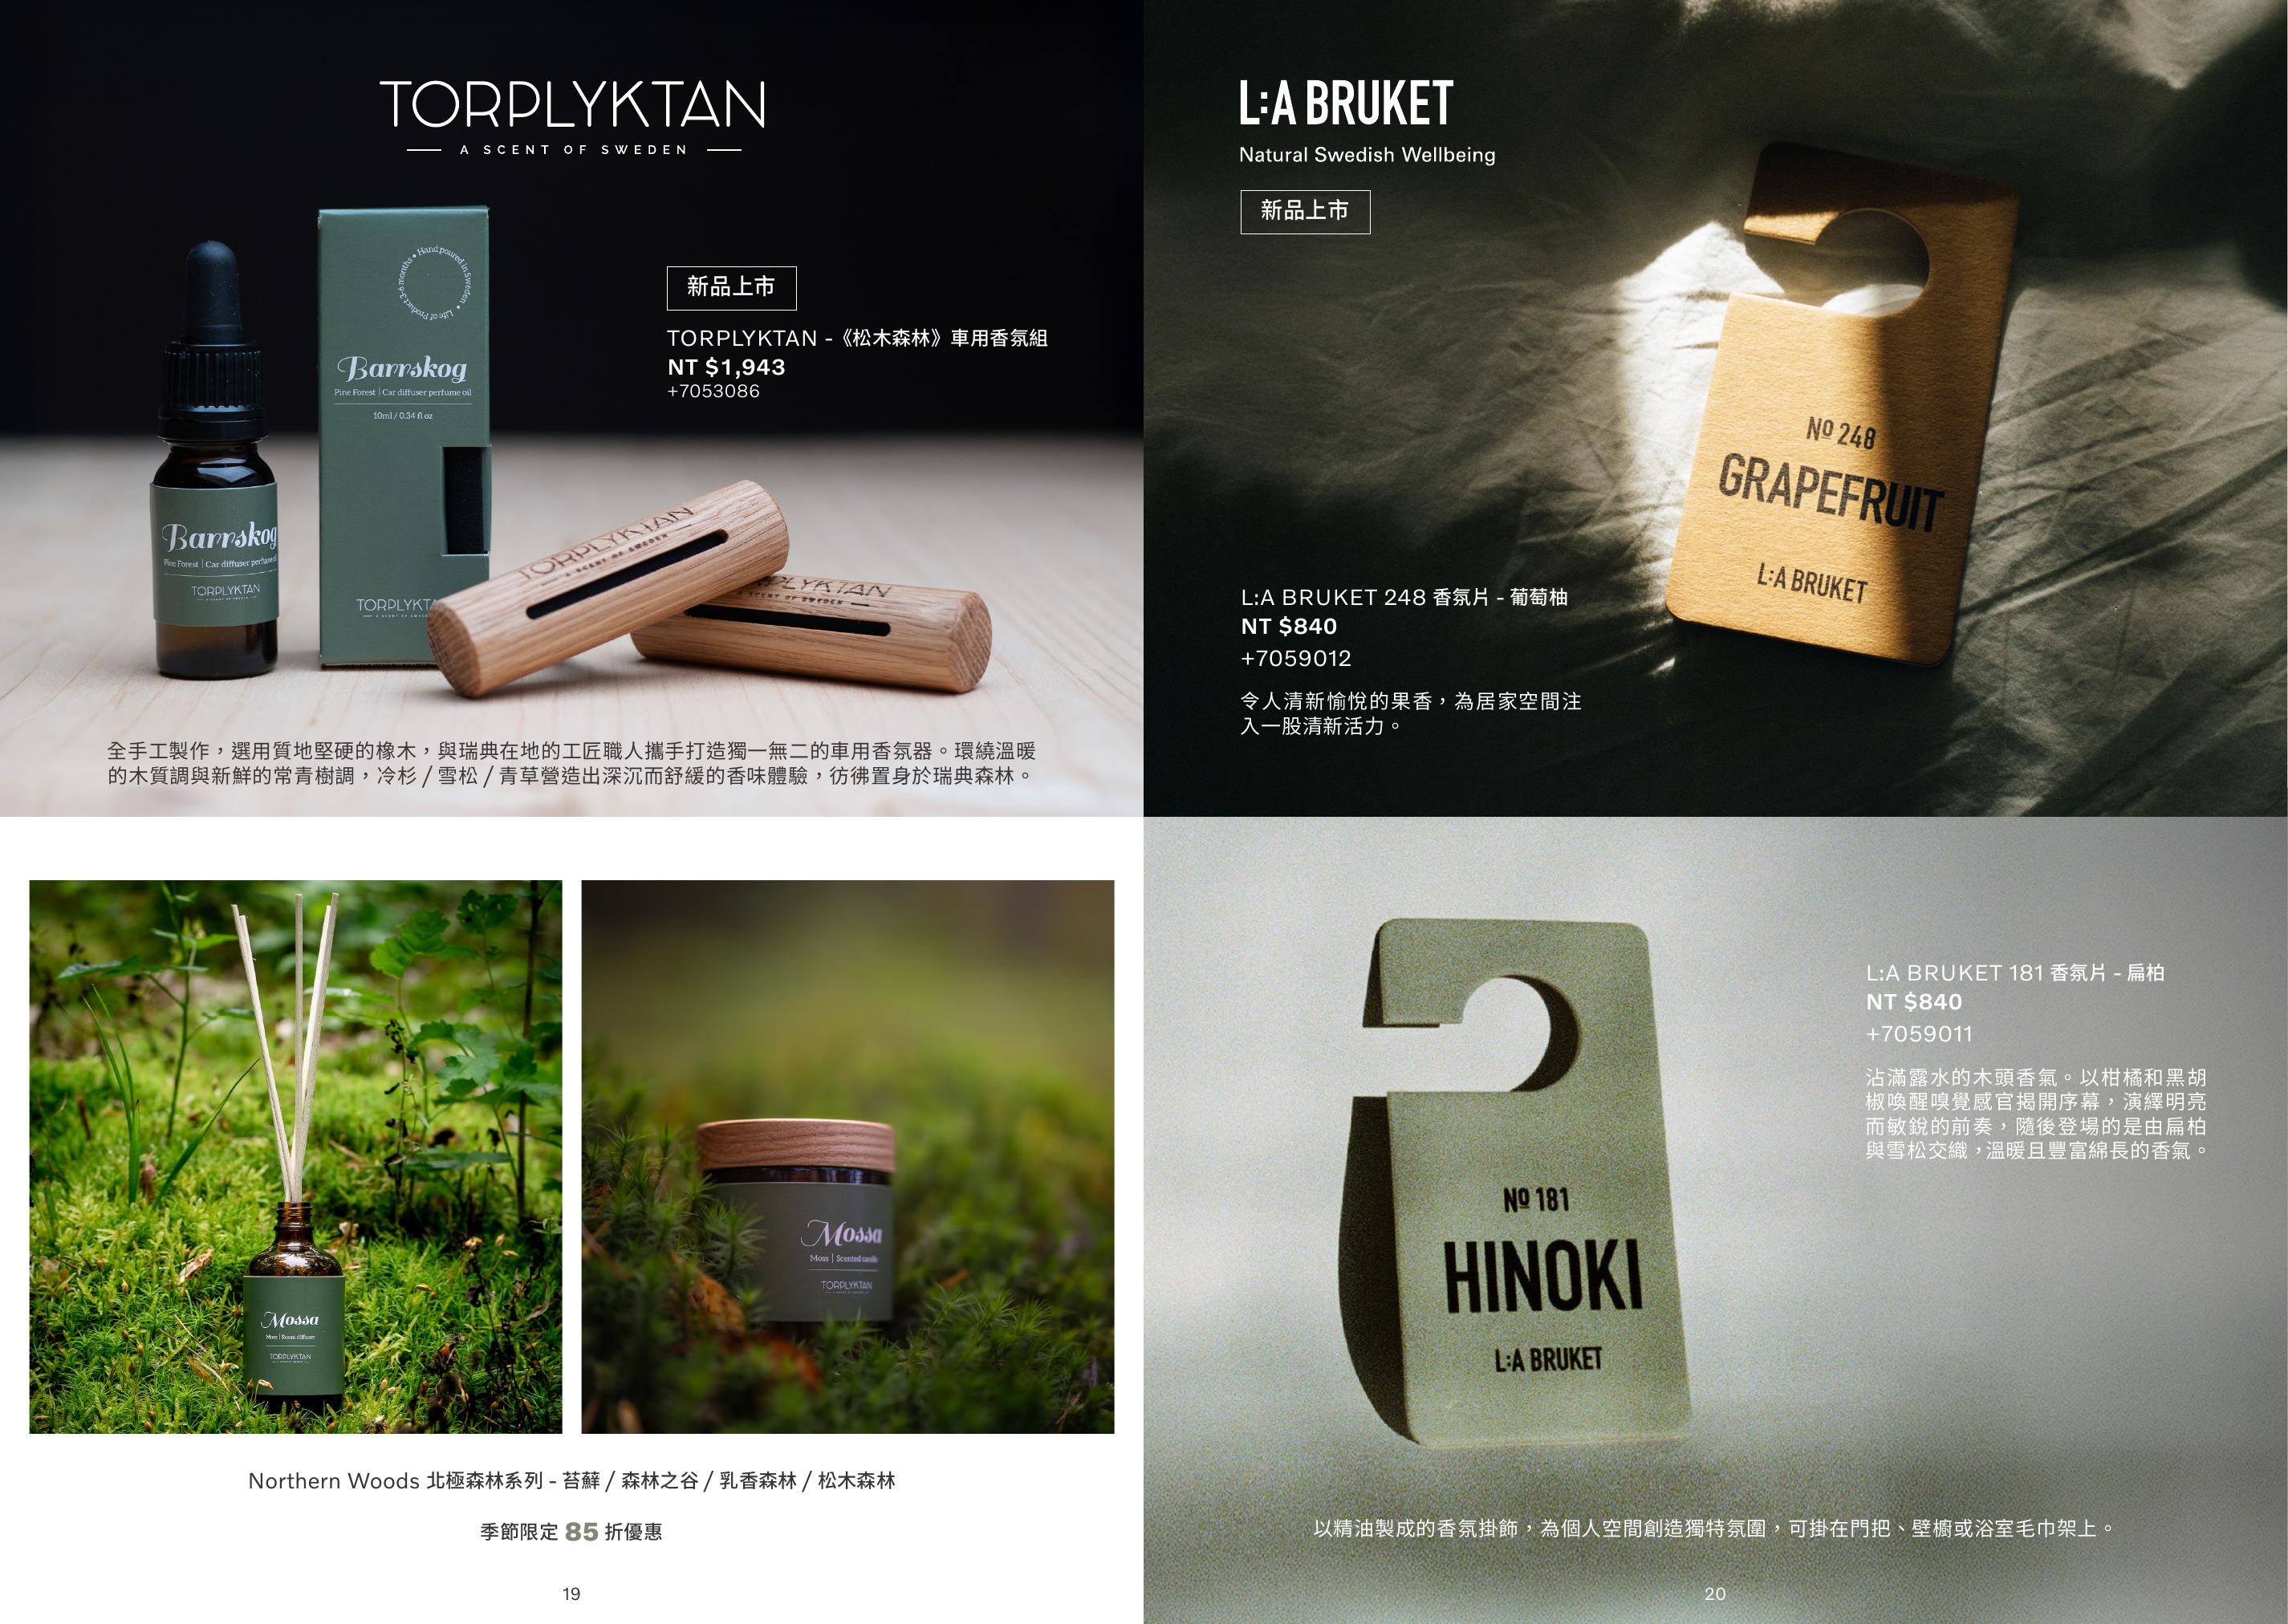 TORPLYKTAN
A SCENT OF SWEDEN
Hand poured in Sweden • Life of Product 3-6 months •
Barrskog
Pine Forest | Car diffuser perfume oil
10ml / 0.34 fl oz
TORPLYKT
Barrskog
Pine Forest | Car diffuser perfume oil
TORPLYKTAN
A SCENT OF SWEDEN
TORPLYKTAN
A SCENT OF SWEDEN
PLYKTAN
A SCENT OF SWEDEN
新品上市
TORPLYKTAN -《松木森林》車用香氛組
NT $1,943
+7053086
全手工製作，選用質地堅硬的橡木，與瑞典在地的工匠職人攜手打造獨一無二的車用香氛器。環繞溫暖
的木質調與新鮮的常青樹調，冷杉 / 雪松 / 青草營造出深沉而舒緩的香味體驗，彷彿置身於瑞典森林。
Mossa
Moss | Room diffuser
TORPLYKTAN
Mossa
Moss | Scented candle
TORPLYKTAN
Northern Woods 北極森林系列 - 苔蘚 / 森林之谷 / 乳香森林 / 松木森林
季節限定 85 折優惠
19
L:A BRUKET
Natural Swedish Wellbeing
新品上市
Nº 248
GRAPEFRUIT
L:A BRUKET
L:A BRUKET 248 香氛片 - 葡萄柚
NT $840
+7059012
令人清新愉悅的果香，為居家空間注
入一股清新活力。
Nº 181
HINOKI
L:A BRUKET
L:A BRUKET 181 香氛片 - 扁柏
NT $840
+7059011
沾滿露水的木頭香氣。以柑橘和黑胡
椒喚醒嗅覺感官揭開序幕，演繹明亮
而敏銳的前奏，隨後登場的是由扁柏
與雪松交織，溫暖且豐富綿長的香氣。
以精油製成的香氛掛飾，為個人空間創造獨特氛圍，可掛在門把、壁櫥或浴室毛巾架上。
20